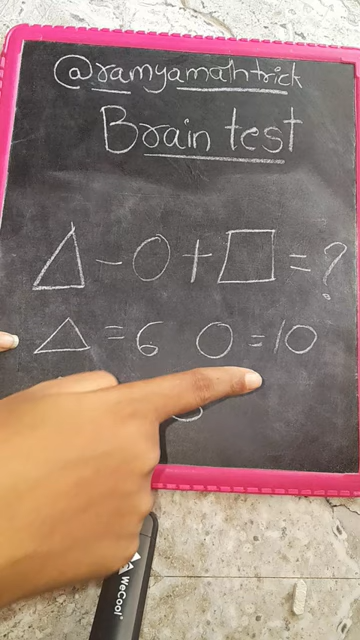 @ramyamathtrick
Brain test
△ - O + □ = ?
△ = 6 O = 10
WeCool